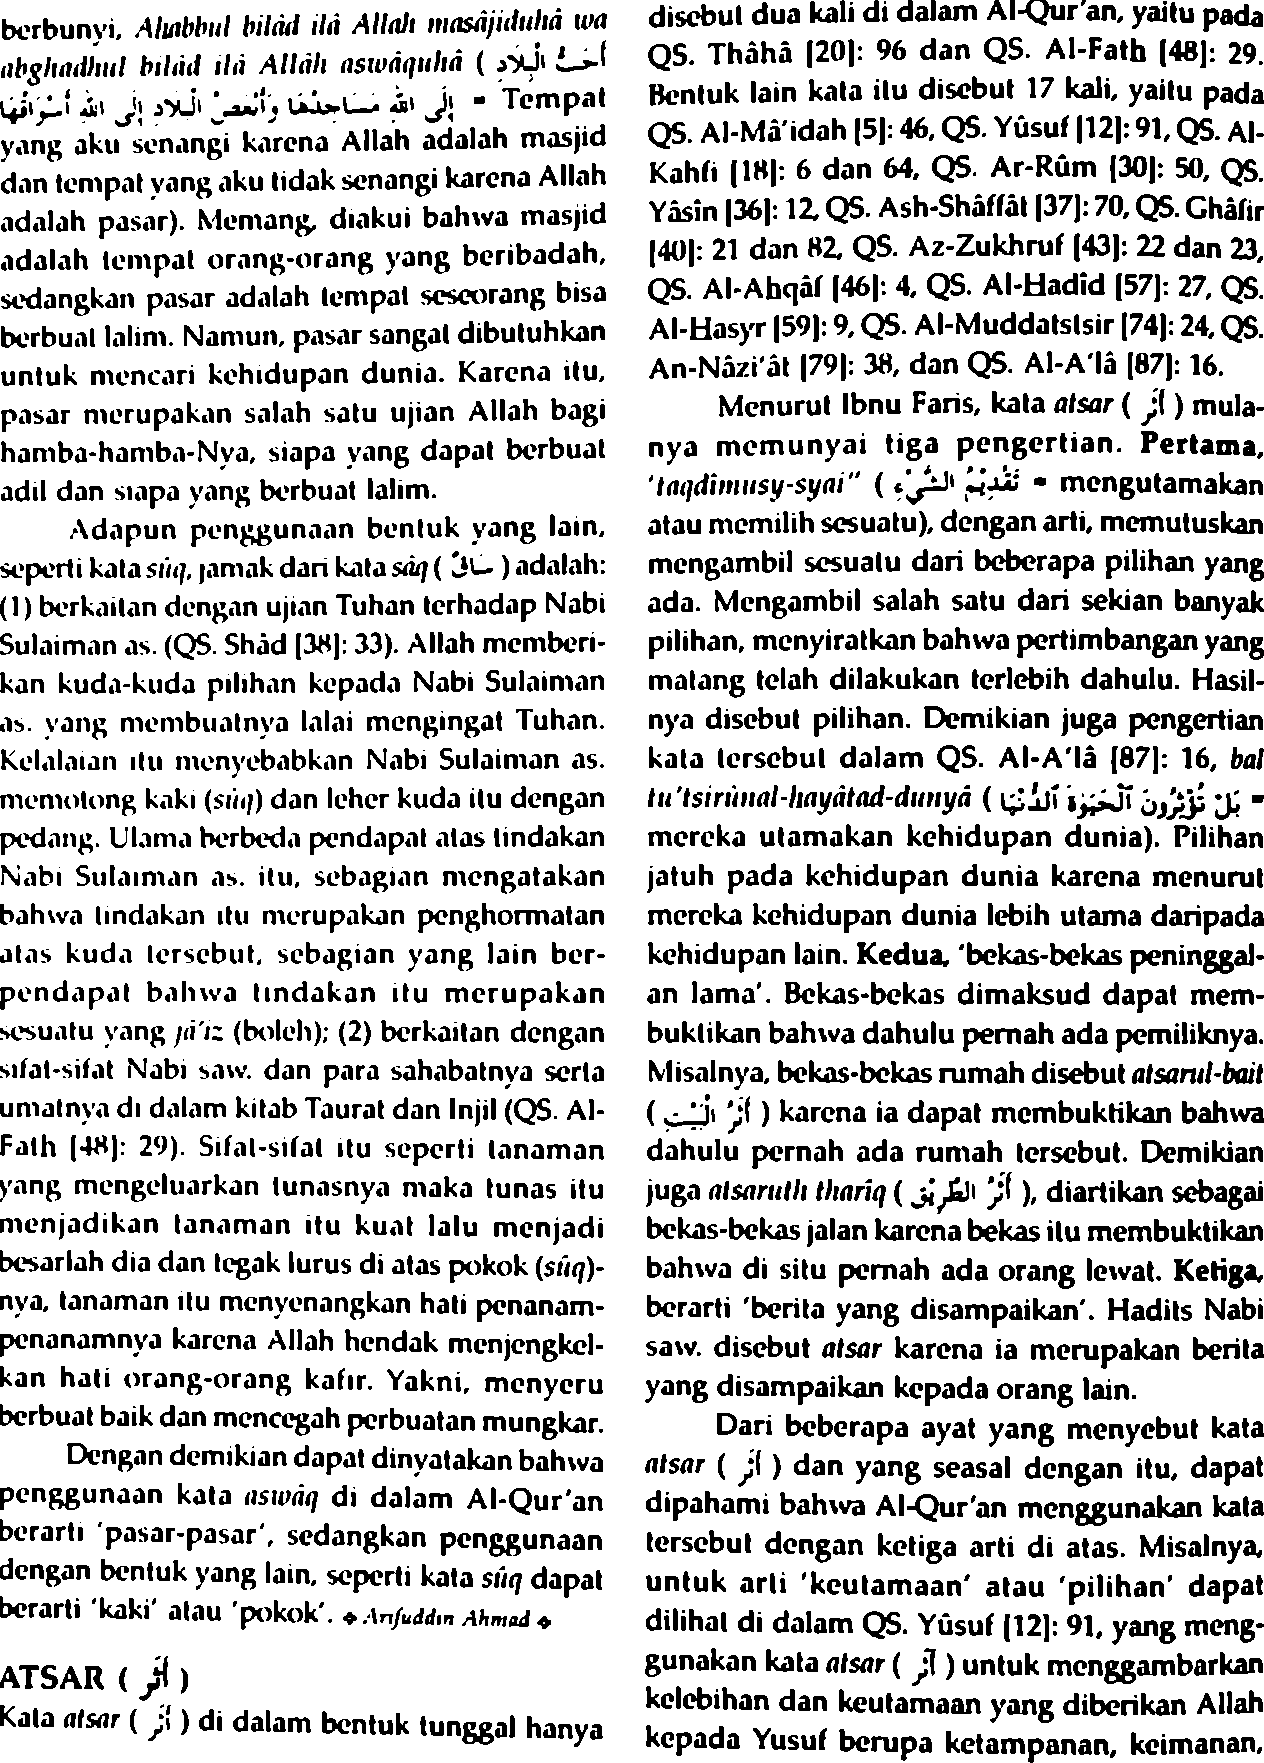 berbunyi, Ahabbul bilâd ilâ Allah masâjiduhâ wa
abghadhul bilâd ilâ Allâh aswâquhâ ( أَحَبُّ الْبِلَادِ
إِلَى اللهِ مَسَاجِدُهَا وَأَبْغَضُ الْبِلَادِ إِلَى اللهِ أَسْوَاقُهَا = Tempat
yang aku senangi karena Allah adalah masjid
dan tempat yang aku tidak senangi karena Allah
adalah pasar). Memang, diakui bahwa masjid
adalah tempat orang-orang yang beribadah,
sedangkan pasar adalah tempat seseorang bisa
berbuat lalim. Namun, pasar sangat dibutuhkan
untuk mencari kehidupan dunia. Karena itu,
pasar merupakan salah satu ujian Allah bagi
hamba-hamba-Nya, siapa yang dapat berbuat
adil dan siapa yang berbuat lalim.
Adapun penggunaan bentuk yang lain,
seperti kata sûq, jamak dari kata sâq ( سَاقٌ ) adalah:
(1) berkaitan dengan ujian Tuhan terhadap Nabi
Sulaiman as. (QS. Shâd [38]: 33). Allah memberi-
kan kuda-kuda pilihan kepada Nabi Sulaiman
as. yang membuatnya lalai mengingat Tuhan.
Kelalaian itu menyebabkan Nabi Sulaiman as.
memotong kaki (sûq) dan leher kuda itu dengan
pedang. Ulama berbeda pendapat atas tindakan
Nabi Sulaiman as. itu, sebagian mengatakan
bahwa tindakan itu merupakan penghormatan
atas kuda tersebut, sebagian yang lain ber-
pendapat bahwa tindakan itu merupakan
sesuatu yang jâ'iz (boleh); (2) berkaitan dengan
sifat-sifat Nabi saw. dan para sahabatnya serta
umatnya di dalam kitab Taurat dan Injil (QS. Al-
Fath [48]: 29). Sifat-sifat itu seperti tanaman
yang mengeluarkan tunasnya maka tunas itu
menjadikan tanaman itu kuat lalu menjadi
besarlah dia dan tegak lurus di atas pokok (sûq)-
nya, tanaman itu menyenangkan hati penanam-
penanamnya karena Allah hendak menjengkel-
kan hati orang-orang kafir. Yakni, menyeru
berbuat baik dan mencegah perbuatan mungkar.
Dengan demikian dapat dinyatakan bahwa
penggunaan kata aswâq di dalam Al-Qur'an
berarti 'pasar-pasar', sedangkan penggunaan
dengan bentuk yang lain, seperti kata sûq dapat
berarti 'kaki' atau 'pokok'. ⬥ Arifuddin Ahmad ⬥
ATSAR ( أَثَر )
Kata atsar ( أَثَر ) di dalam bentuk tunggal hanya
disebut dua kali di dalam Al-Qur'an, yaitu pada
QS. Thâhâ [20]: 96 dan QS. Al-Fath [48]: 29.
Bentuk lain kata itu disebut 17 kali, yaitu pada
QS. Al-Mâ'idah [5]: 46, QS. Yûsuf [12]: 91, QS. Al-
Kahfi [18]: 6 dan 64, QS. Ar-Rûm [30]: 50, QS.
Yâsîn [36]: 12, QS. Ash-Shâffât [37]: 70, QS. Ghâfir
[40]: 21 dan 82, QS. Az-Zukhruf [43]: 22 dan 23,
QS. Al-Ahqâf [46]: 4, QS. Al-Hadîd [57]: 27, QS.
Al-Hasyr [59]: 9, QS. Al-Muddatstsir [74]: 24, QS.
An-Nâzi'ât [79]: 38, dan QS. Al-A'lâ [87]: 16.
Menurut Ibnu Faris, kata atsar ( أَثَر ) mula-
nya memunyai tiga pengertian. Pertama,
'taqdîmusy-syai" ( تَقْدِيْمُ الشَّيْءِ = mengutamakan
atau memilih sesuatu), dengan arti, memutuskan
mengambil sesuatu dari beberapa pilihan yang
ada. Mengambil salah satu dari sekian banyak
pilihan, menyiratkan bahwa pertimbangan yang
matang telah dilakukan terlebih dahulu. Hasil-
nya disebut pilihan. Demikian juga pengertian
kata tersebut dalam QS. Al-A'lâ [87]: 16, bal
tu'tsirûnal-hayâtad-dunyâ ( بَلْ تُؤْثِرُونَ ٱلْحَيَوٰةَ ٱلدُّنْيَا =
mereka utamakan kehidupan dunia). Pilihan
jatuh pada kehidupan dunia karena menurut
mereka kehidupan dunia lebih utama daripada
kehidupan lain. Kedua, 'bekas-bekas peninggal-
an lama'. Bekas-bekas dimaksud dapat mem-
buktikan bahwa dahulu pernah ada pemiliknya.
Misalnya, bekas-bekas rumah disebut atsarul-bait
( أَثَرُ الْبَيْتِ ) karena ia dapat membuktikan bahwa
dahulu pernah ada rumah tersebut. Demikian
juga atsaruth tharîq ( أَثَرُ الطَّرِيْقِ ), diartikan sebagai
bekas-bekas jalan karena bekas itu membuktikan
bahwa di situ pernah ada orang lewat. Ketiga,
berarti 'berita yang disampaikan'. Hadits Nabi
saw. disebut atsar karena ia merupakan berita
yang disampaikan kepada orang lain.
Dari beberapa ayat yang menyebut kata
atsar ( أَثَر ) dan yang seasal dengan itu, dapat
dipahami bahwa Al-Qur'an menggunakan kata
tersebut dengan ketiga arti di atas. Misalnya,
untuk arti 'keutamaan' atau 'pilihan' dapat
dilihat di dalam QS. Yûsuf [12]: 91, yang meng-
gunakan kata atsar ( آثَر ) untuk menggambarkan
kelebihan dan keutamaan yang diberikan Allah
kepada Yusuf berupa ketampanan, keimanan,